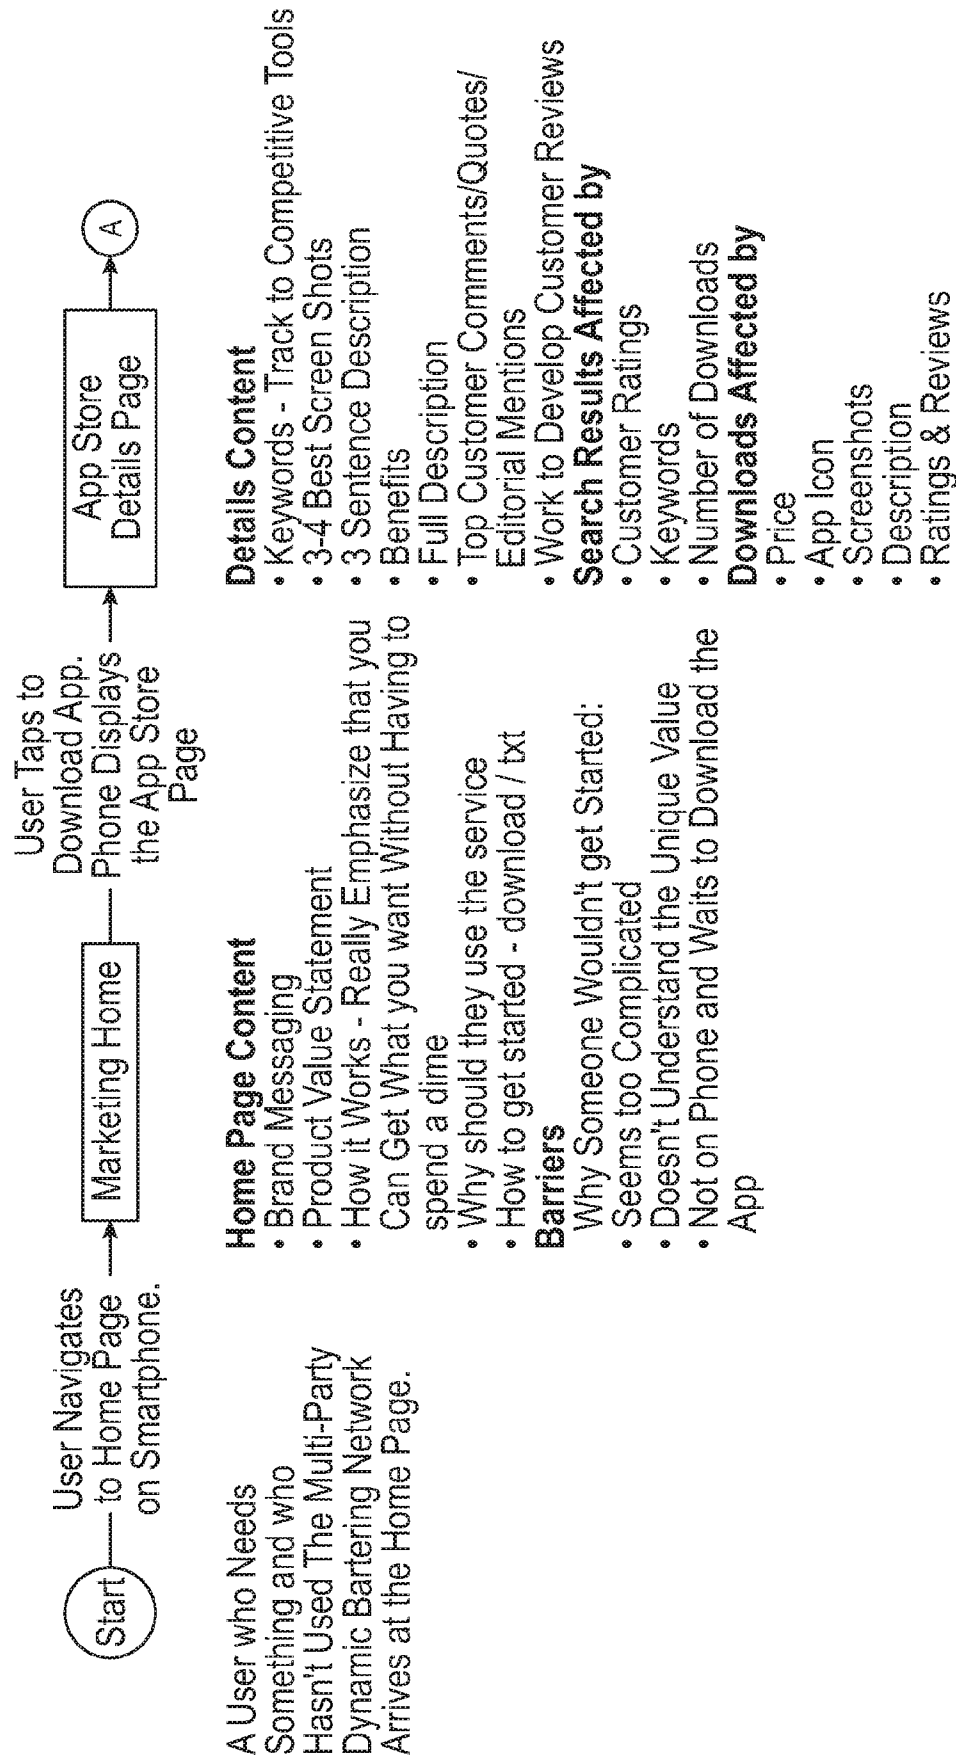 Start
User Navigates
to Home Page
on Smartphone.
Marketing Home
User Taps to
Download App.
Phone Displays
the App Store
Page
App Store
Details Page
A
A User who Needs
Something and who
Hasn't Used The Multi-Party
Dynamic Bartering Network
Arrives at the Home Page.
Home Page Content
• Brand Messaging
• Product Value Statement
• How it Works - Really Emphasize that you
Can Get What you want Without Having to
spend a dime
• Why should they use the service
• How to get started - download / txt
Barriers
Why Someone Wouldn't get Started:
• Seems too Complicated
• Doesn't Understand the Unique Value
• Not on Phone and Waits to Download the
App
Details Content
• Keywords - Track to Competitive Tools
• 3-4 Best Screen Shots
• 3 Sentence Description
• Benefits
• Full Description
• Top Customer Comments/Quotes/
Editorial Mentions
• Work to Develop Customer Reviews
Search Results Affected by
• Customer Ratings
• Keywords
• Number of Downloads
Downloads Affected by
• Price
• App Icon
• Screenshots
• Description
• Ratings & Reviews